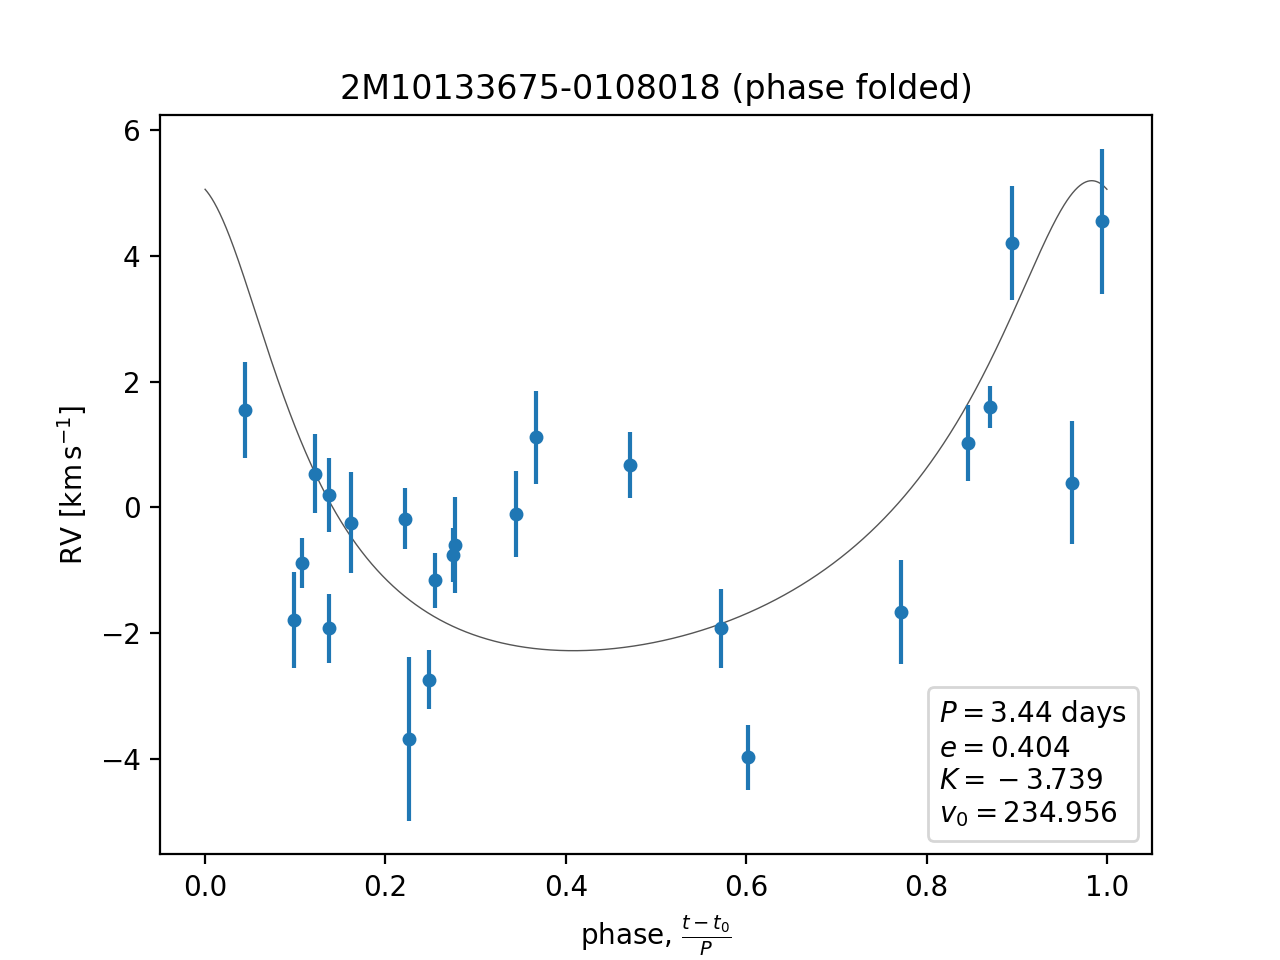 2M10133675-0108018 (phase folded)
RV [km s⁻¹]
6
4
2
0
−2
−4
P = 3.44 days
e = 0.404
K = −3.739
v₀ = 234.956
0.0 0.2 0.4 0.6 0.8 1.0
phase, (t − t₀)/P